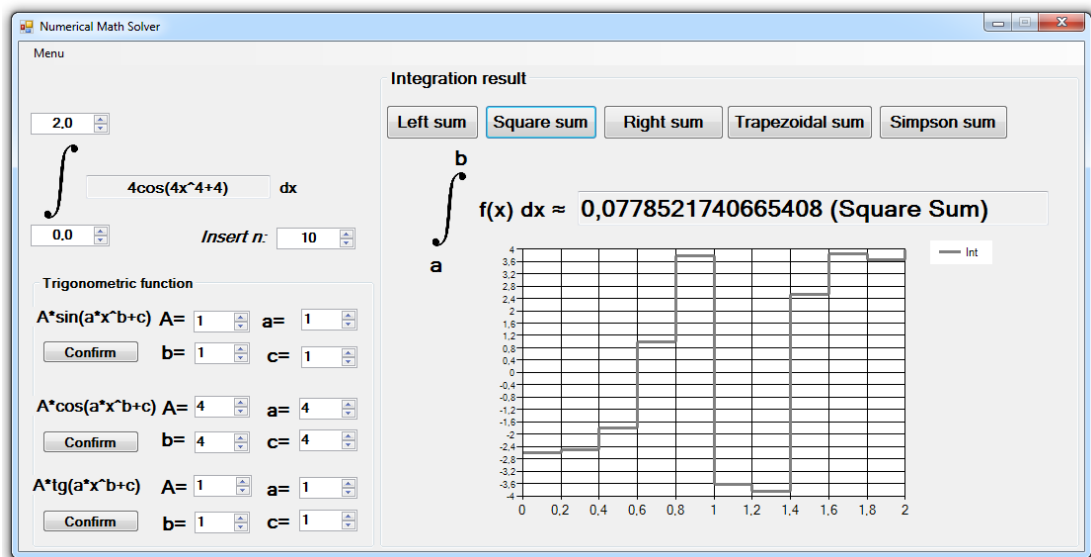 Numerical Math Solver
Menu
2,0
4cos(4x^4+4) dx
0,0
Insert n: 10
Trigonometric function
A*sin(a*x^b+c) A= 1 a= 1
Confirm b= 1 c= 1
A*cos(a*x^b+c) A= 4 a= 4
Confirm b= 4 c= 4
A*tg(a*x^b+c) A= 1 a= 1
Confirm b= 1 c= 1
Integration result
Left sum Square sum Right sum Trapezoidal sum Simpson sum
b
∫ f(x) dx ≈ 0,0778521740665408 (Square Sum)
a
Int
4
3,6
3,2
2,8
2,4
2
1,6
1,2
0,8
0,4
0
-0,4
-0,8
-1,2
-1,6
-2
-2,4
-2,8
-3,2
-3,6
-4
0 0,2 0,4 0,6 0,8 1 1,2 1,4 1,6 1,8 2